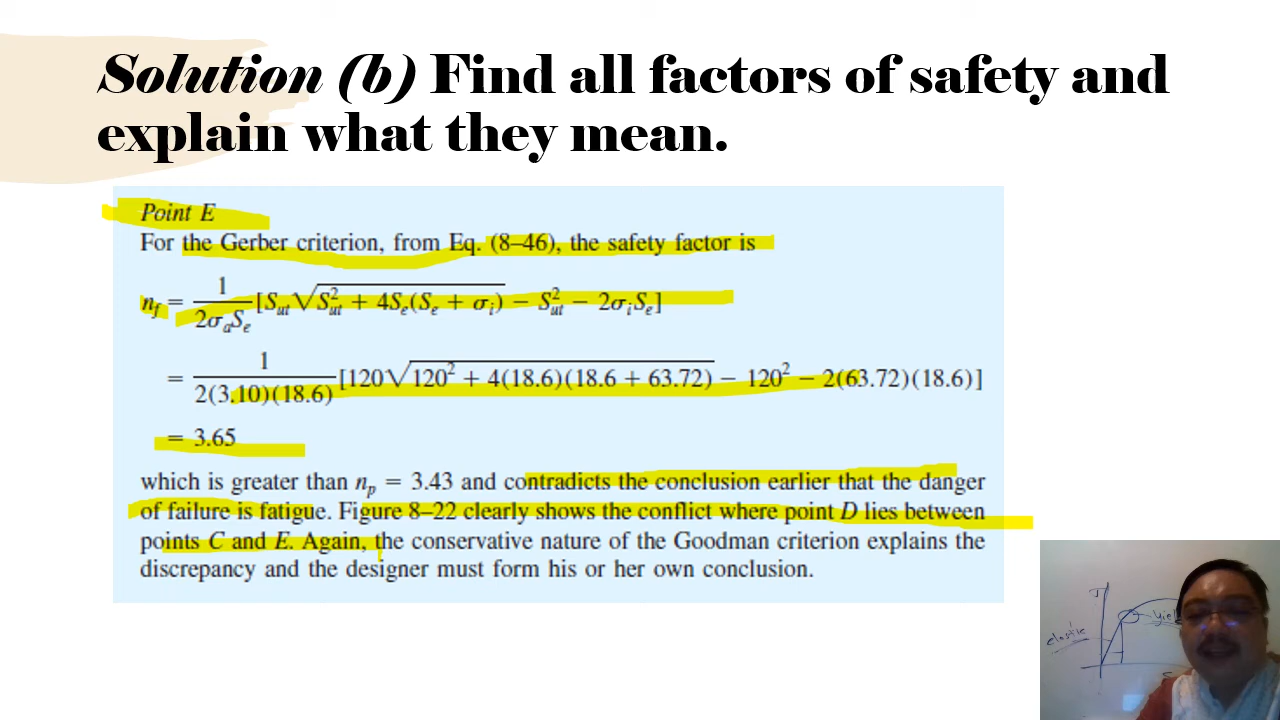 Solution (b) Find all factors of safety and
explain what they mean.
Point E
For the Gerber criterion, from Eq. (8–46), the safety factor is
n_f = 1/(2σ_aS_e) [S_ut√(S_ut² + 4S_e(S_e + σ_i)) − S_ut² − 2σ_iS_e]
= 1/(2(3.10)(18.6)) [120√(120² + 4(18.6)(18.6 + 63.72)) − 120² − 2(63.72)(18.6)]
= 3.65
which is greater than n_p = 3.43 and contradicts the conclusion earlier that the danger
of failure is fatigue. Figure 8–22 clearly shows the conflict where point D lies between
points C and E. Again, the conservative nature of the Goodman criterion explains the
discrepancy and the designer must form his or her own conclusion.
elastic